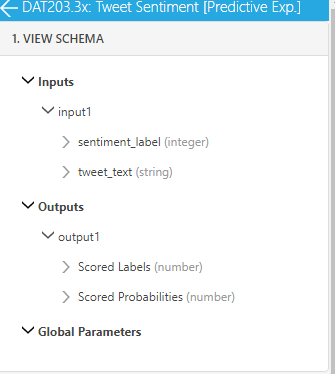 DAT203.3x: Tweet Sentiment [Predictive Exp.]
1. VIEW SCHEMA
Inputs
input1
sentiment_label (integer)
tweet_text (string)
Outputs
output1
Scored Labels (number)
Scored Probabilities (number)
Global Parameters